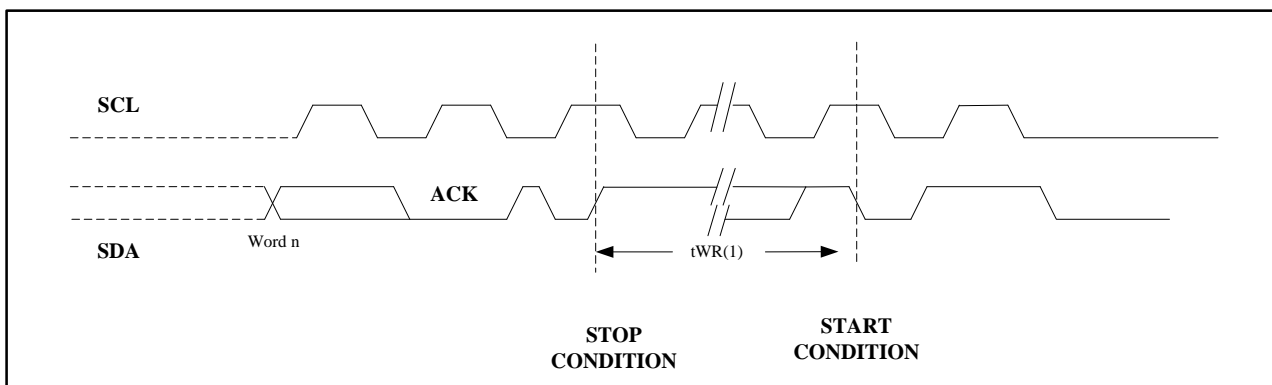 SCL
ACK
Word n
SDA
tWR(1)
STOP
CONDITION
START
CONDITION